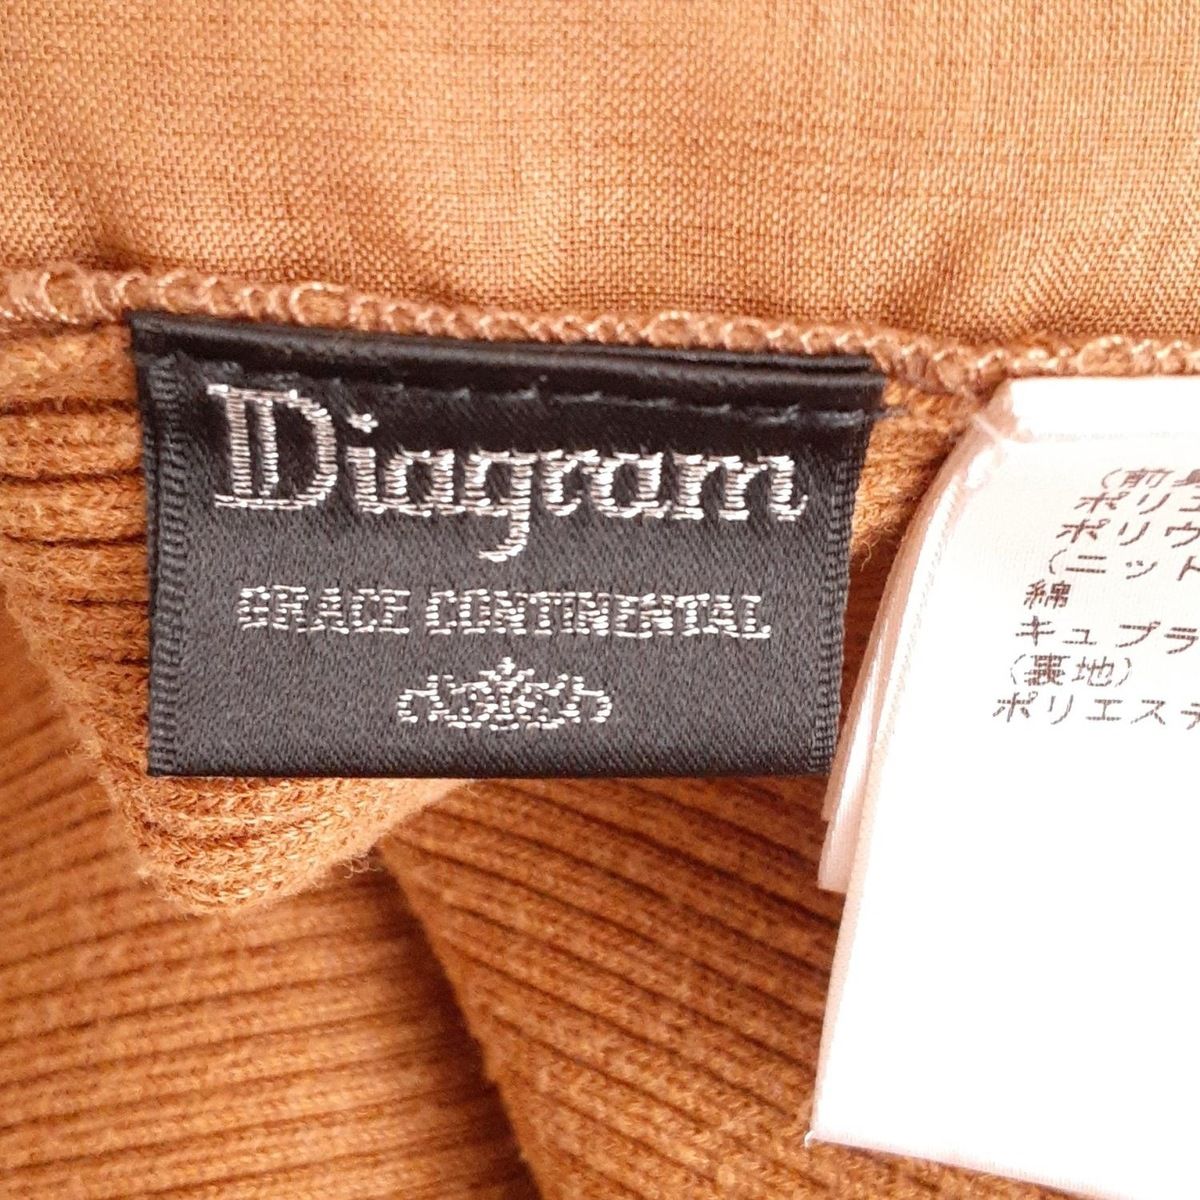 Diagram
GRACE CONTINENTAL
(前身
ポリエ
ポリウ
(ニット
綿
キュプラ
(裏地)
ポリエステ